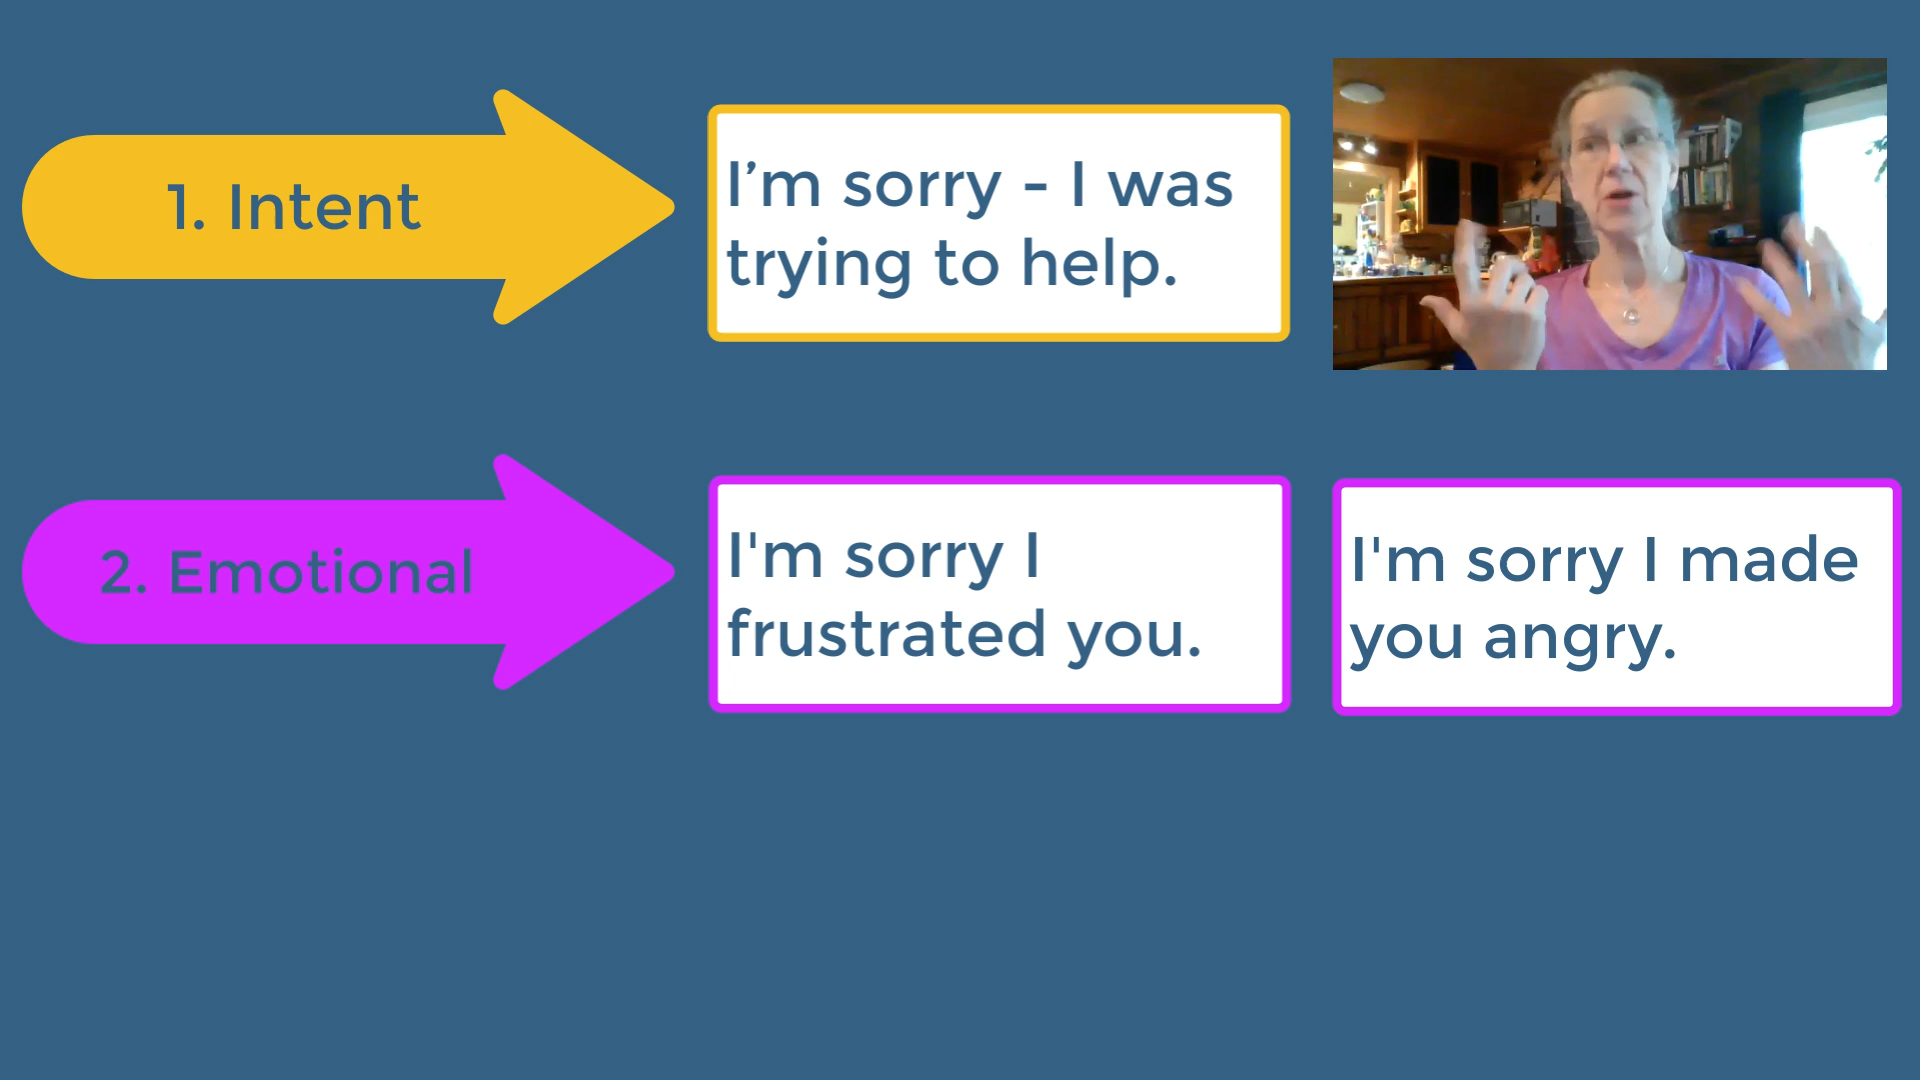 1. Intent
I’m sorry - I was
trying to help.
2. Emotional
I'm sorry I
frustrated you.
I'm sorry I made
you angry.